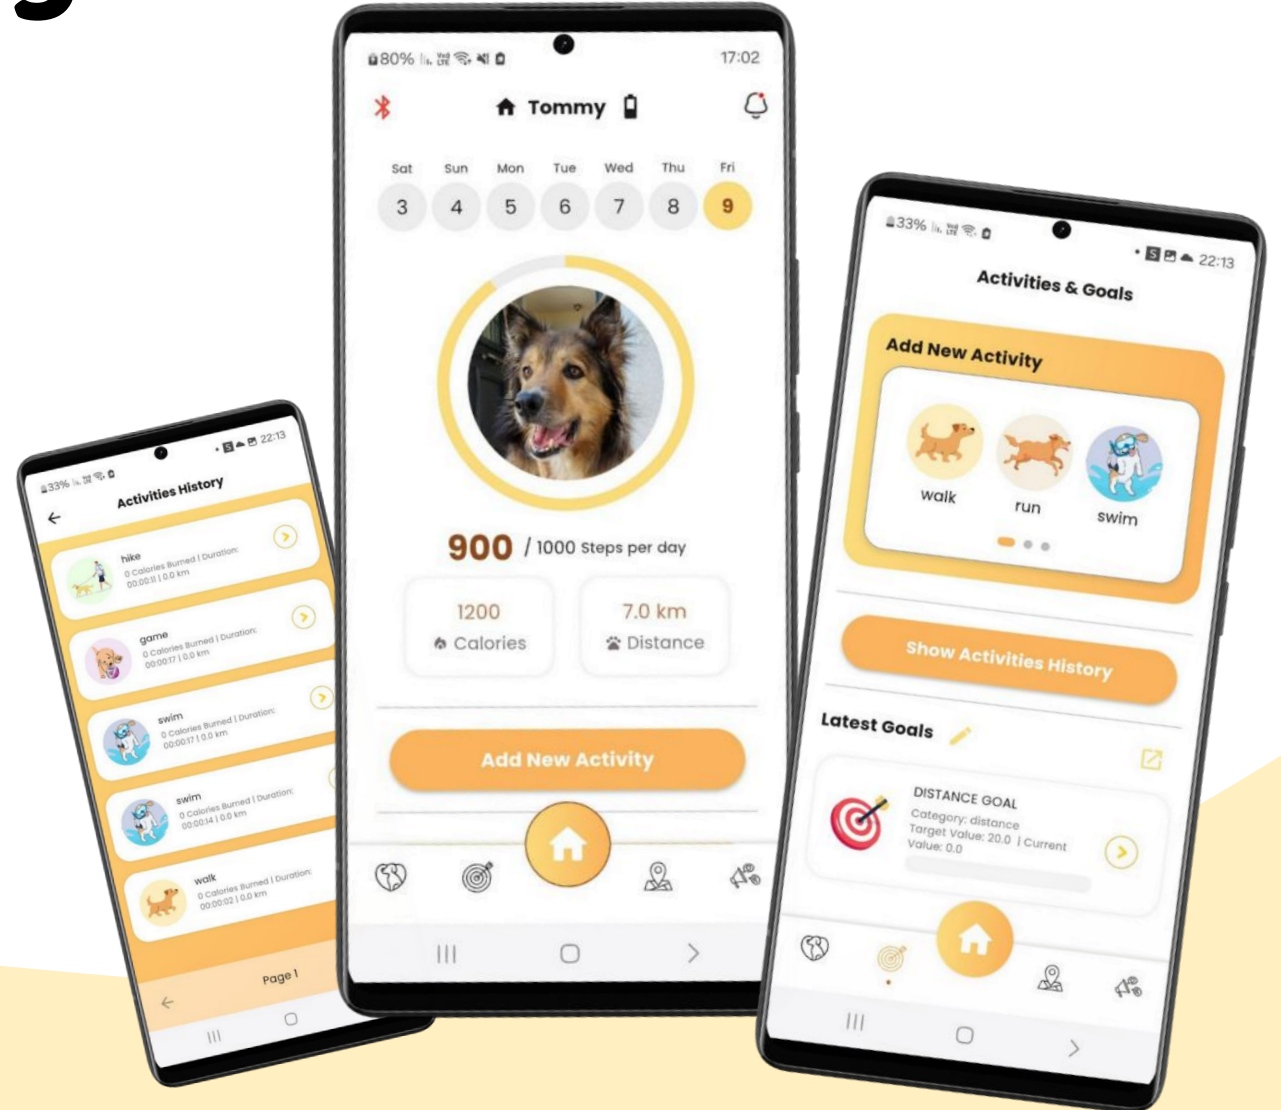 33%
22:13
Activities History
hike
0 Calories Burned | Duration:
00:00:11 | 0.0 km
game
0 Calories Burned | Duration:
00:00:17 | 0.0 km
swim
0 Calories Burned | Duration:
00:00:17 | 0.0 km
swim
0 Calories Burned | Duration:
00:00:14 | 0.0 km
walk
0 Calories Burned | Duration:
00:00:02 | 0.0 km
Page 1
80%
17:02
Tommy
Sat Sun Mon Tue Wed Thu Fri
3 4 5 6 7 8 9
900 / 1000 Steps per day
1200
Calories
7.0 km
Distance
Add New Activity
33%
S
22:13
Activities & Goals
Add New Activity
walk
run
swim
Show Activities History
Latest Goals
DISTANCE GOAL
Category: distance
Target Value: 20.0 | Current
Value: 0.0